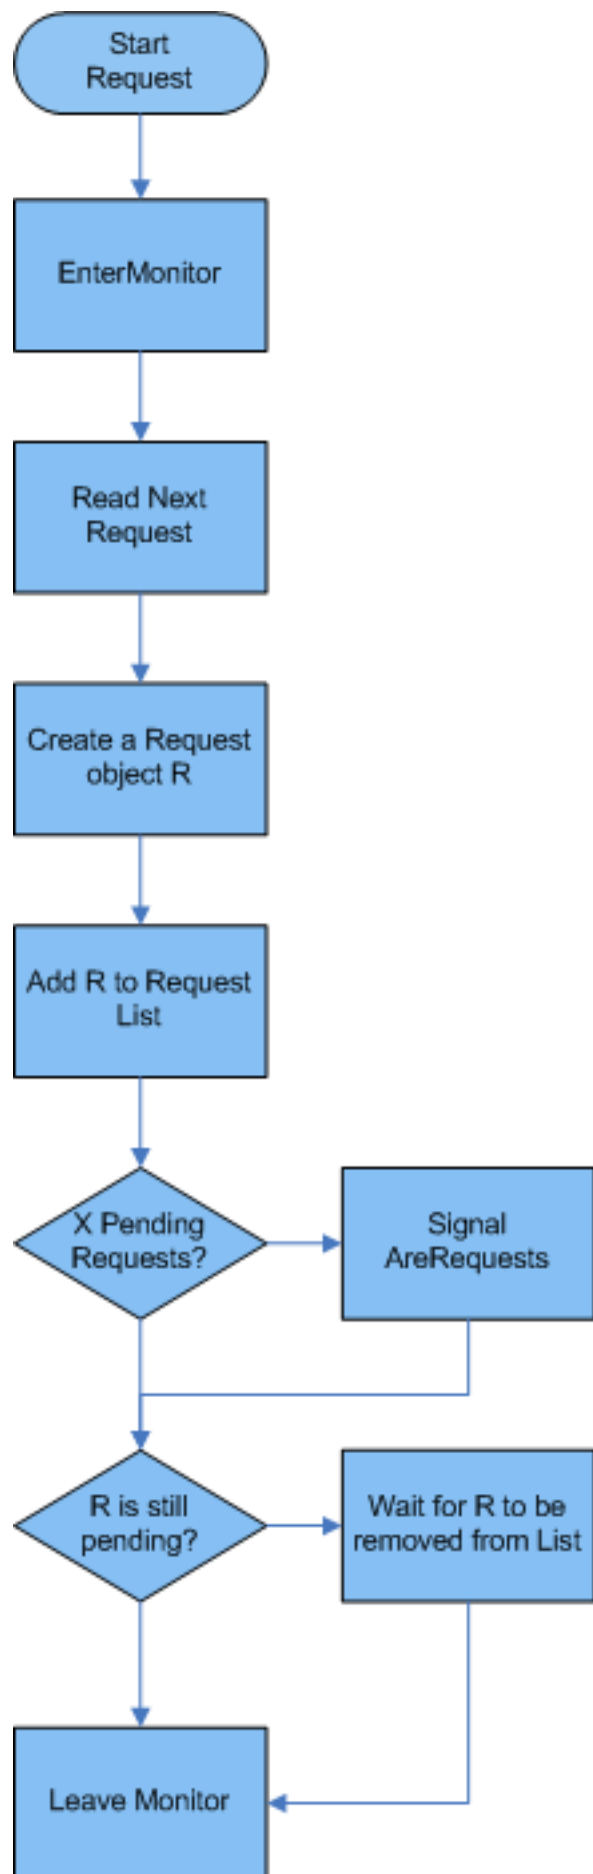 Start
Request
EnterMonitor
Read Next
Request
Create a Request
object R
Add R to Request
List
X Pending
Requests?
Signal
AreRequests
R is still
pending?
Wait for R to be
removed from List
Leave Monitor